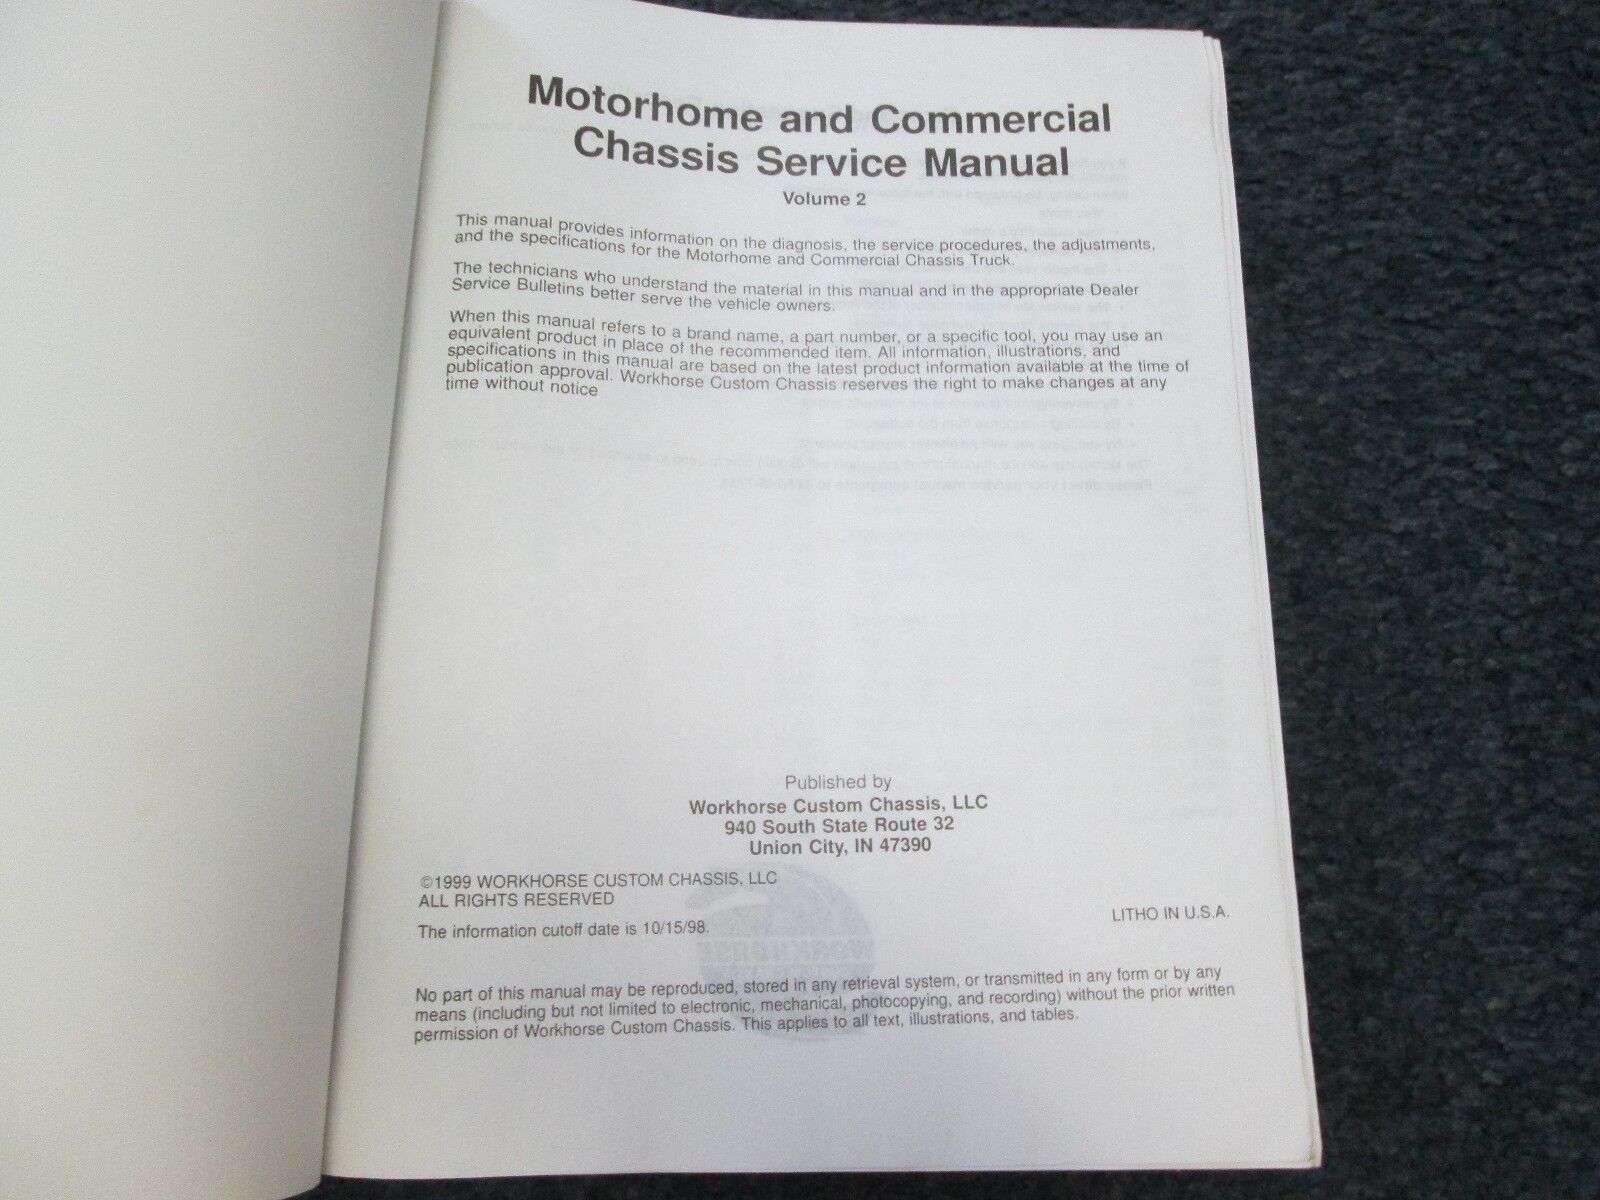 Motorhome and Commercial
Chassis Service Manual
Volume 2
This manual provides information on the diagnosis, the service procedures, the adjustments,
and the specifications for the Motorhome and Commercial Chassis Truck.
The technicians who understand the material in this manual and in the appropriate Dealer
Service Bulletins better serve the vehicle owners.
When this manual refers to a brand name, a part number, or a specific tool, you may use an
equivalent product in place of the recommended item. All information, illustrations, and
specifications in this manual are based on the latest product information available at the time of
publication approval. Workhorse Custom Chassis reserves the right to make changes at any
time without notice
Published by
Workhorse Custom Chassis, LLC
940 South State Route 32
Union City, IN 47390
©1999 WORKHORSE CUSTOM CHASSIS, LLC
ALL RIGHTS RESERVED
LITHO IN U.S.A.
The information cutoff date is 10/15/98.
WORKHORSE
No part of this manual may be reproduced, stored in any retrieval system, or transmitted in any form or by any
means (including but not limited to electronic, mechanical, photocopying, and recording) without the prior written
permission of Workhorse Custom Chassis. This applies to all text, illustrations, and tables.